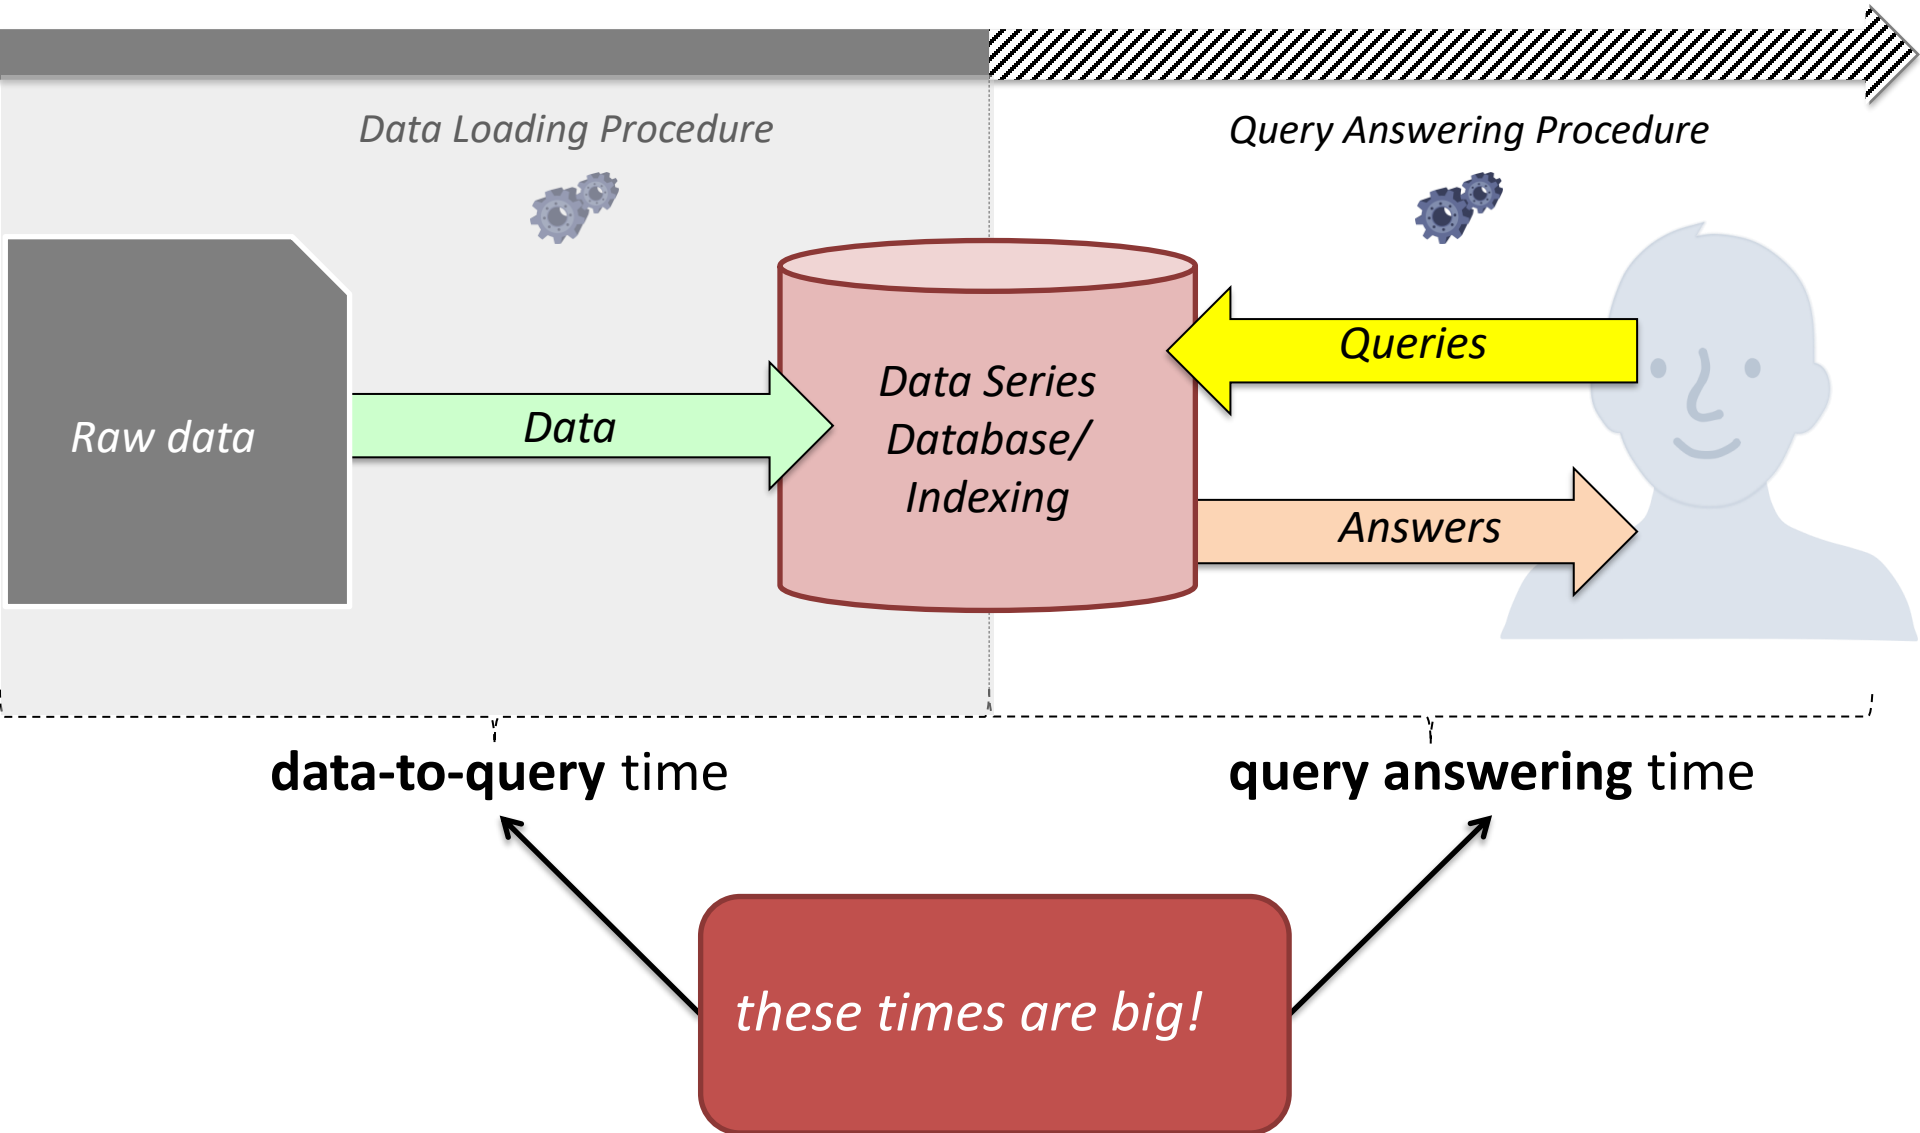 Data Loading Procedure
Query Answering Procedure
Raw data
Data
Data Series
Database/
Indexing
Queries
Answers
data-to-query time
query answering time
these times are big!